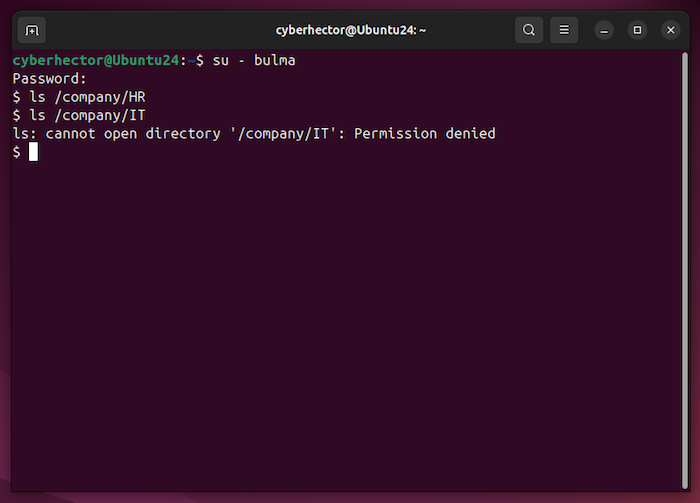 cyberhector@Ubuntu24: ~
cyberhector@Ubuntu24:~$ su - bulma
Password:
$ ls /company/HR
$ ls /company/IT
ls: cannot open directory '/company/IT': Permission denied
$